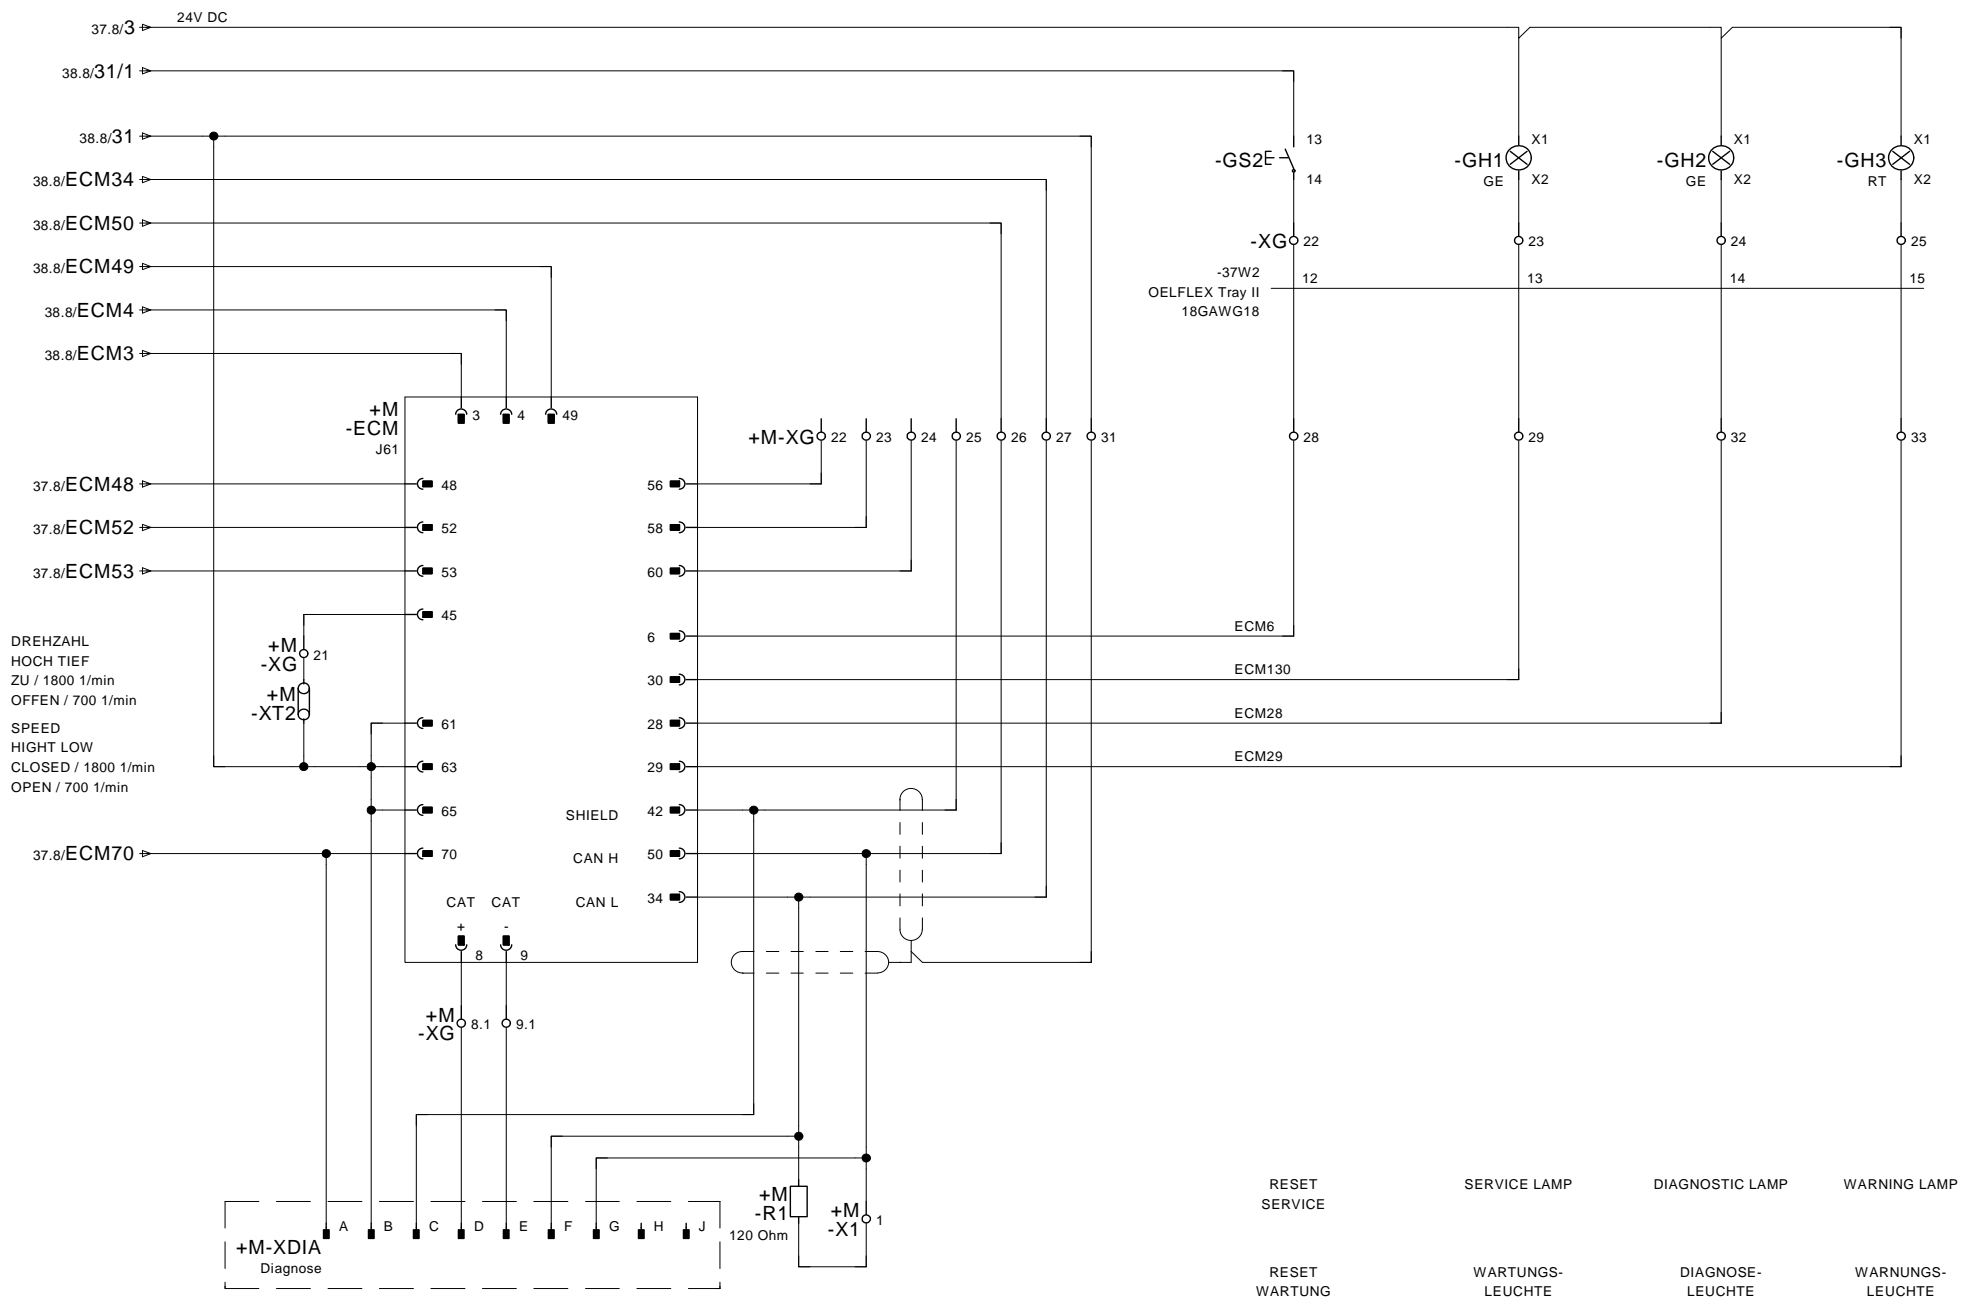 24V DC
37.8/3
38.8/31/1
38.8/31
38.8/ECM34
38.8/ECM50
38.8/ECM49
38.8/ECM4
38.8/ECM3
13
-GS2
14
X1
-GH1
GE X2
X1
-GH2
GE X2
X1
-GH3
RT X2
-XG 22
23
24
25
-37W2
OELFLEX Tray II
18GAWG18
12
13
14
15
+M
-ECM
J61
3 4 49
+M-XG 22 23 24 25 26 27 31
28
29
32
33
37.8/ECM48
48
56
37.8/ECM52
52
58
37.8/ECM53
53
60
45
6
ECM6
DREHZAHL
HOCH TIEF
ZU / 1800 1/min
OFFEN / 700 1/min
SPEED
HIGHT LOW
CLOSED / 1800 1/min
OPEN / 700 1/min
+M
-XG
21
+M
-XT2
30
ECM130
61
28
ECM28
63
29
ECM29
65
SHIELD 42
37.8/ECM70
70
CAN H 50
CAN L 34
CAT CAT
+ -
8 9
+M
-XG
8.1 9.1
+M-XDIA
Diagnose
A B C D E F G H J
+M
-R1
120 Ohm
+M
-X1
1
RESET
SERVICE
SERVICE LAMP
DIAGNOSTIC LAMP
WARNING LAMP
RESET
WARTUNG
WARTUNGS-
LEUCHTE
DIAGNOSE-
LEUCHTE
WARNUNGS-
LEUCHTE